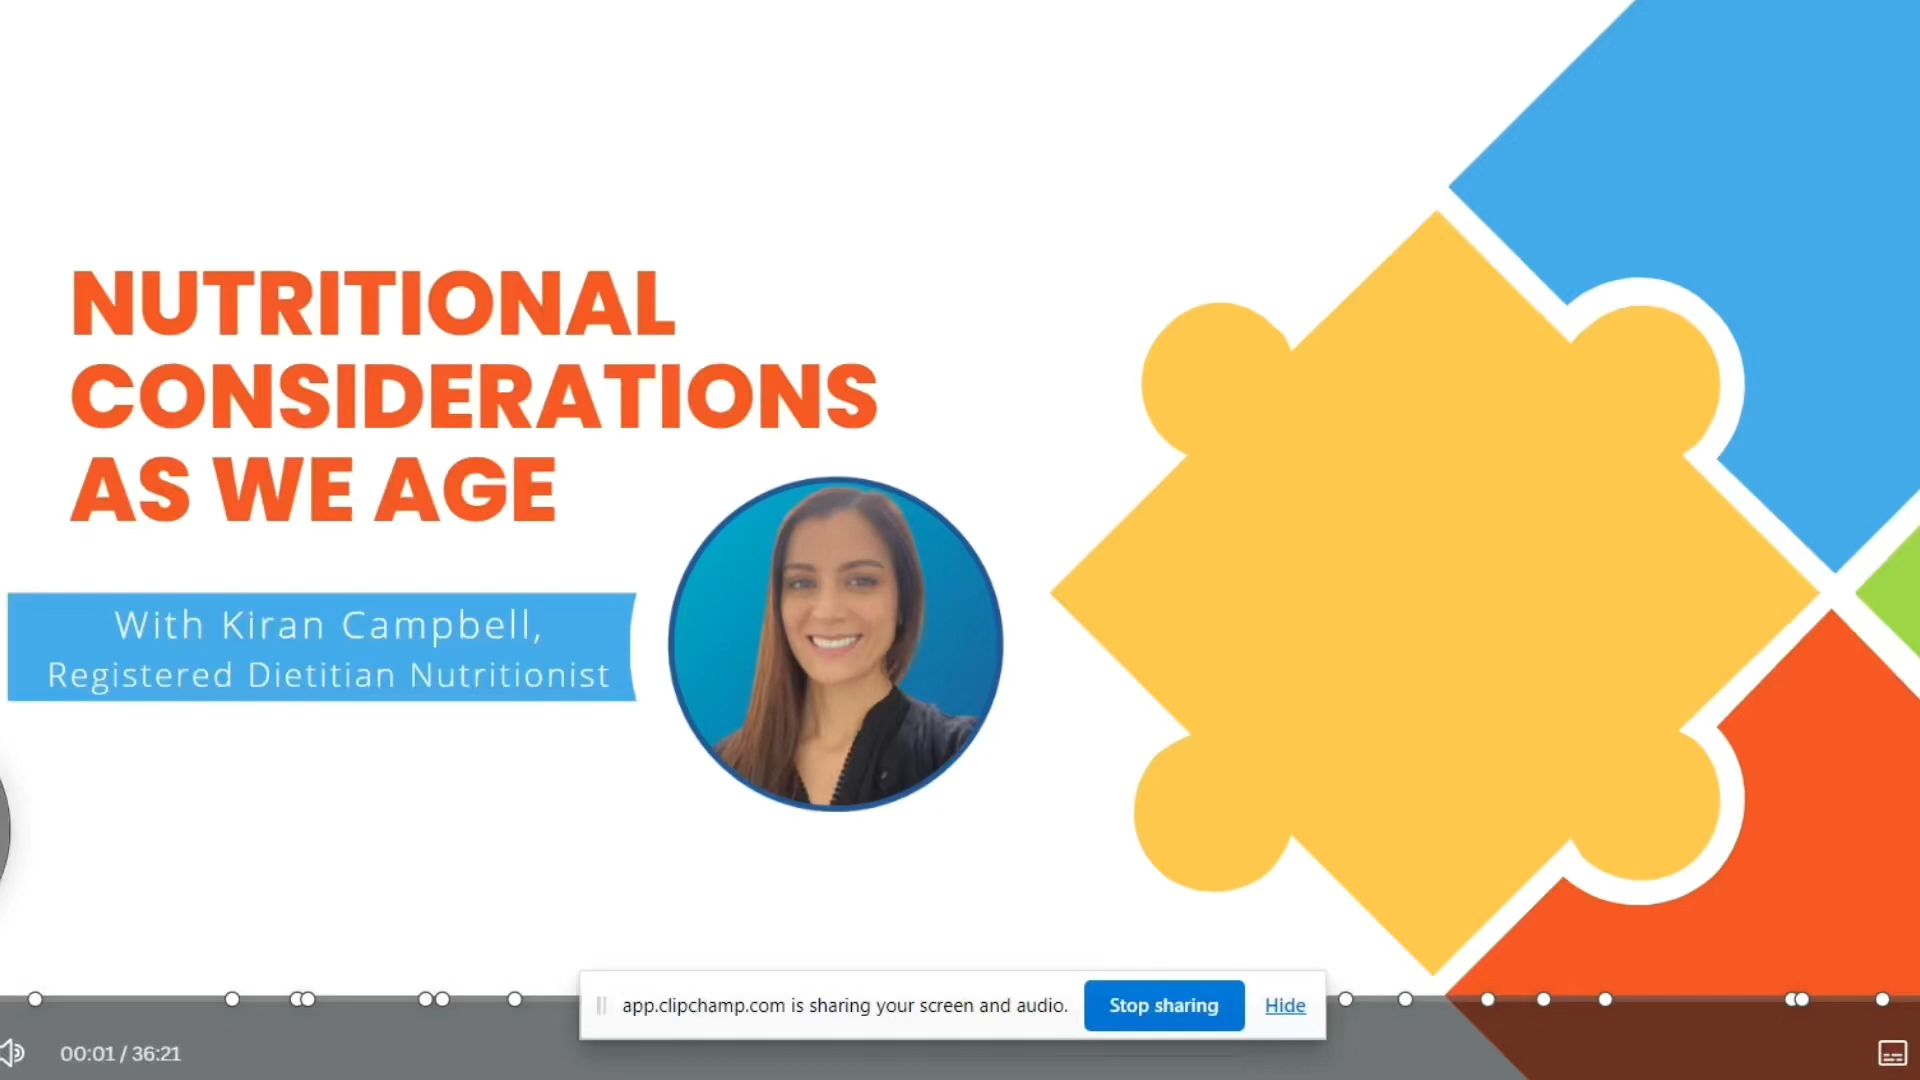 NUTRITIONAL
CONSIDERATIONS
AS WE AGE
With Kiran Campbell,
Registered Dietitian Nutritionist
app.clipchamp.com is sharing your screen and audio.
Stop sharing
Hide
00:01 / 36:21